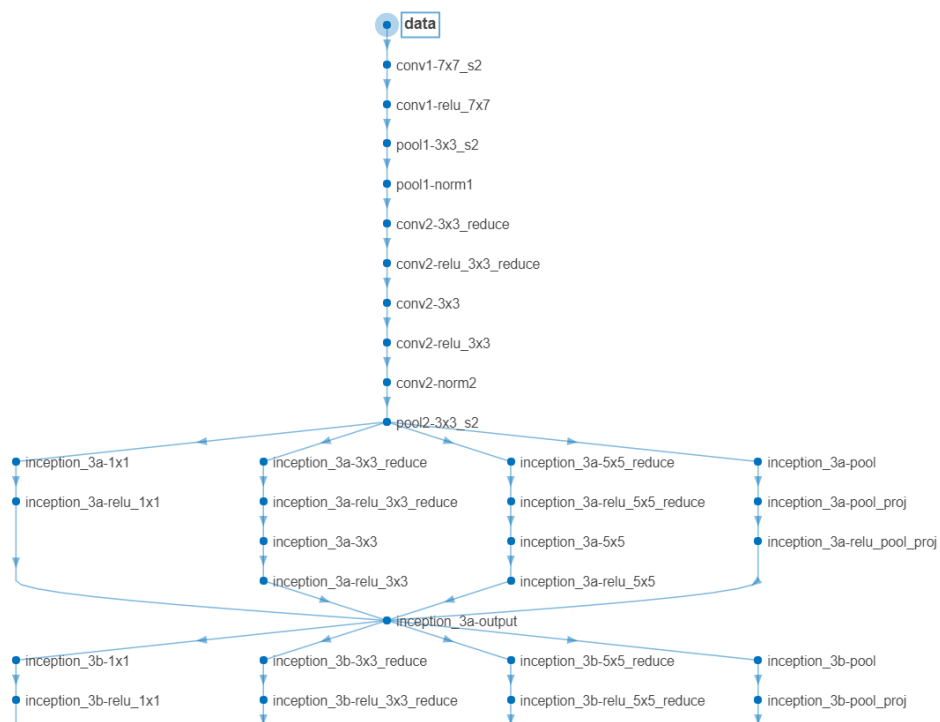 data
conv1-7x7_s2
conv1-relu_7x7
pool1-3x3_s2
pool1-norm1
conv2-3x3_reduce
conv2-relu_3x3_reduce
conv2-3x3
conv2-relu_3x3
conv2-norm2
pool2-3x3_s2
inception_3a-1x1 inception_3a-3x3_reduce inception_3a-5x5_reduce inception_3a-pool
inception_3a-relu_1x1 inception_3a-relu_3x3_reduce inception_3a-relu_5x5_reduce inception_3a-pool_proj
inception_3a-3x3 inception_3a-5x5 inception_3a-relu_pool_proj
inception_3a-relu_3x3 inception_3a-relu_5x5
inception_3a-output
inception_3b-1x1 inception_3b-3x3_reduce inception_3b-5x5_reduce inception_3b-pool
inception_3b-relu_1x1 inception_3b-relu_3x3_reduce inception_3b-relu_5x5_reduce inception_3b-pool_proj